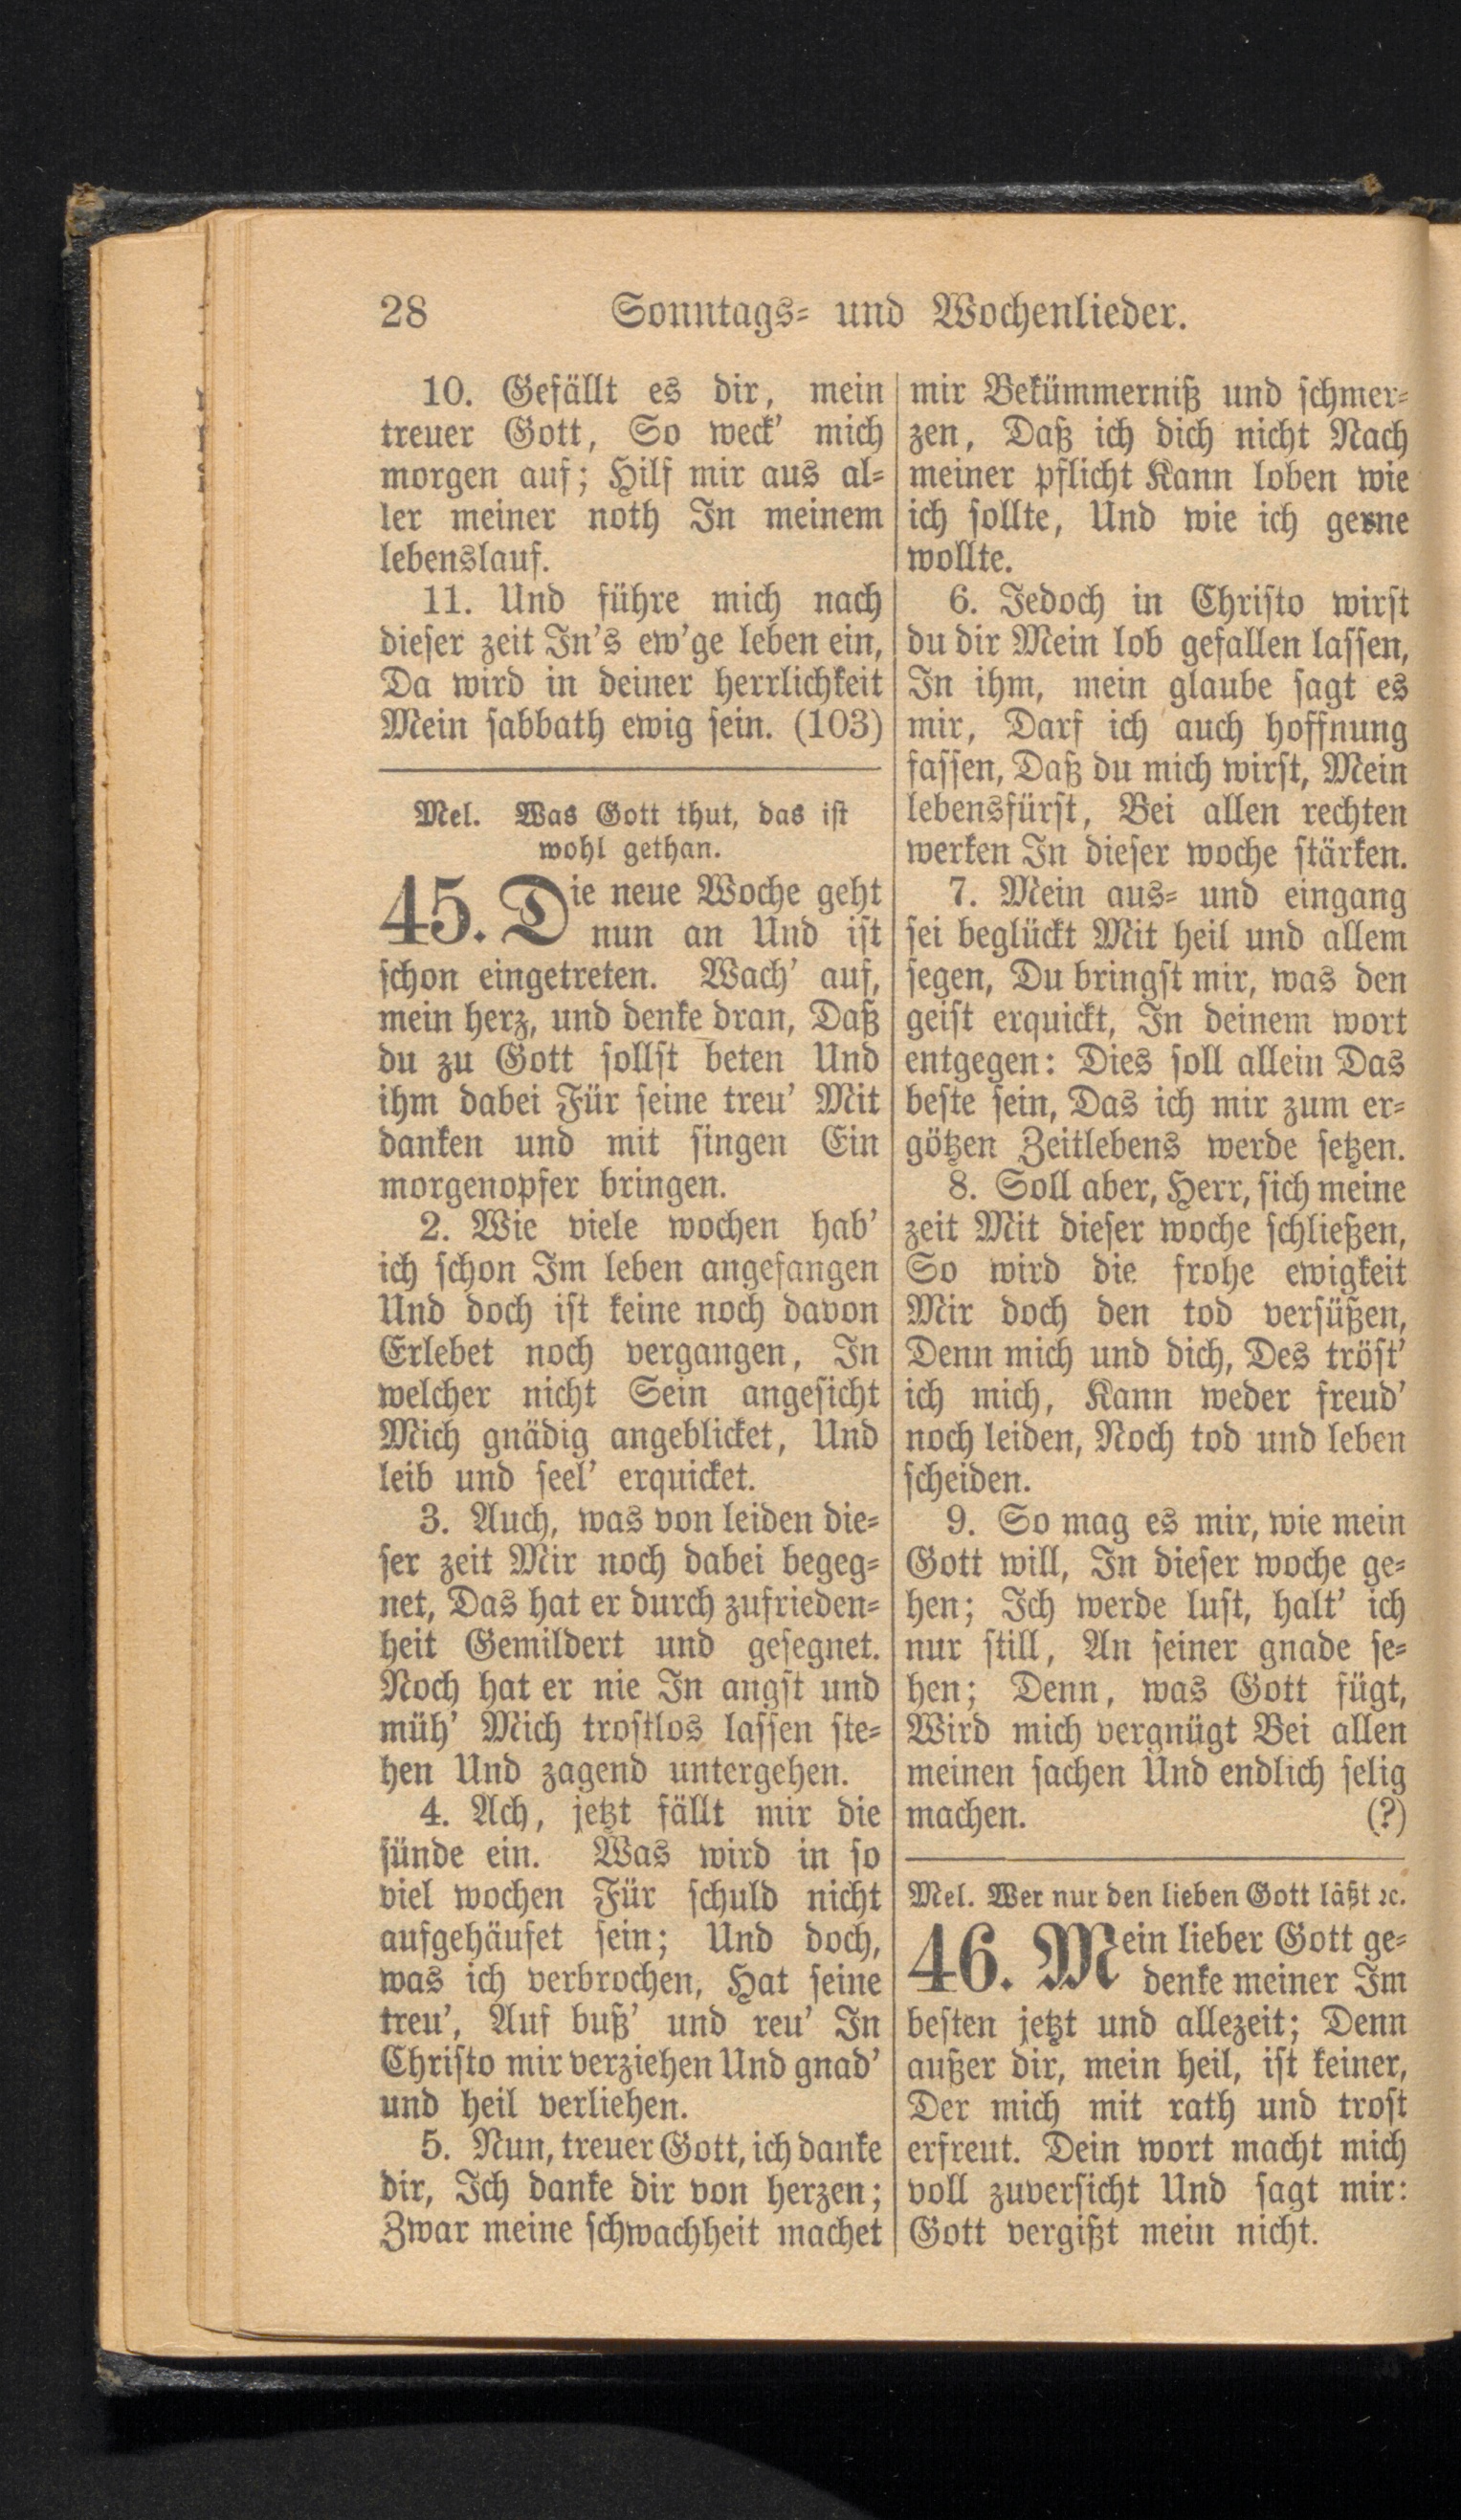 28 Sonntags- und Wochenlieder.
10. Gefällt es dir, mein
treuer Gott, So weck' mich
morgen auf; Hilf mir aus al-
ler meiner noth In meinem
lebenslauf.
11. Und führe mich nach
dieser zeit In's ew'ge leben ein,
Da wird in deiner herrlichkeit
Mein sabbath ewig sein. (103)
Mel. Was Gott thut, das ist
wohl gethan.
45. Die neue Woche geht
nun an Und ist
schon eingetreten. Wach' auf,
mein herz, und denke dran, Daß
du zu Gott sollst beten Und
ihm dabei Für seine treu' Mit
danken und mit singen Ein
morgenopfer bringen.
2. Wie viele wochen hab'
ich schon Im leben angefangen
Und doch ist keine noch davon
Erlebet noch vergangen, In
welcher nicht Sein angesicht
Mich gnädig angeblicket, Und
leib und seel' erquicket.
3. Auch, was von leiden die-
ser zeit Mir noch dabei begeg-
net, Das hat er durch zufrieden-
heit Gemildert und gesegnet.
Noch hat er nie In angst und
müh' Mich trostlos lassen ste-
hen Und zagend untergehen.
4. Ach, jetzt fällt mir die
sünde ein. Was wird in so
viel wochen Für schuld nicht
aufgehäufet sein; Und doch,
was ich verbrochen, Hat seine
treu', Auf buß' und reu' In
Christo mir verziehen Und gnad'
und heil verliehen.
5. Nun, treuer Gott, ich danke
dir, Ich danke dir von herzen;
Zwar meine schwachheit machet
mir Bekümmerniß und schmer-
zen, Daß ich dich nicht Nach
meiner pflicht Kann loben wie
ich sollte, Und wie ich gerne
wollte.
6. Jedoch in Christo wirst
du dir Mein lob gefallen lassen,
In ihm, mein glaube sagt es
mir, Darf ich auch hoffnung
fassen, Daß du mich wirst, Mein
lebensfürst, Bei allen rechten
werken In dieser woche stärken.
7. Mein aus- und eingang
sei beglückt Mit heil und allem
segen, Du bringst mir, was den
geist erquickt, In deinem wort
entgegen: Dies soll allein Das
beste sein, Das ich mir zum er-
götzen Zeitlebens werde setzen.
8. Soll aber, Herr, sich meine
zeit Mit dieser woche schließen,
So wird die frohe ewigkeit
Mir doch den tod versüßen,
Denn mich und dich, Des tröst'
ich mich, Kann weder freud'
noch leiden, Noch tod und leben
scheiden.
9. So mag es mir, wie mein
Gott will, In dieser woche ge-
hen; Ich werde lust, halt' ich
nur still, An seiner gnade se-
hen; Denn, was Gott fügt,
Wird mich vergnügt Bei allen
meinen sachen Und endlich selig
machen. (?)
Mel. Wer nur den lieben Gott läßt ꝛc.
46. Mein lieber Gott ge-
denke meiner Im
besten jetzt und allezeit; Denn
außer dir, mein heil, ist keiner,
Der mich mit rath und trost
erfreut. Dein wort macht mich
voll zuversicht Und sagt mir:
Gott vergißt mein nicht.